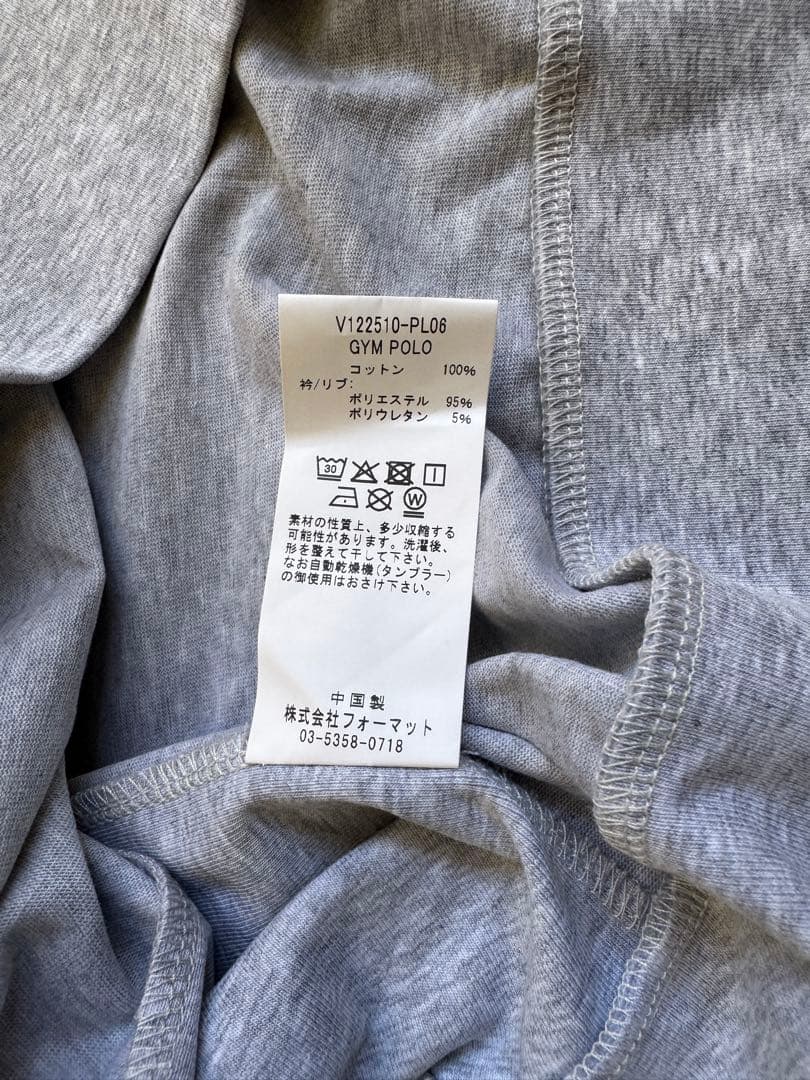 V122510-PL06
GYM POLO
コットン 100%
衿/リブ:
ポリエステル 95%
ポリウレタン 5%
30
W
素材の性質上、多少収縮する
可能性があります。洗濯後、
形を整えて干して下さい。
なお自動乾燥機(タンブラー)
の御使用はおさけ下さい。
中国製
株式会社フォーマット
03-5358-0718